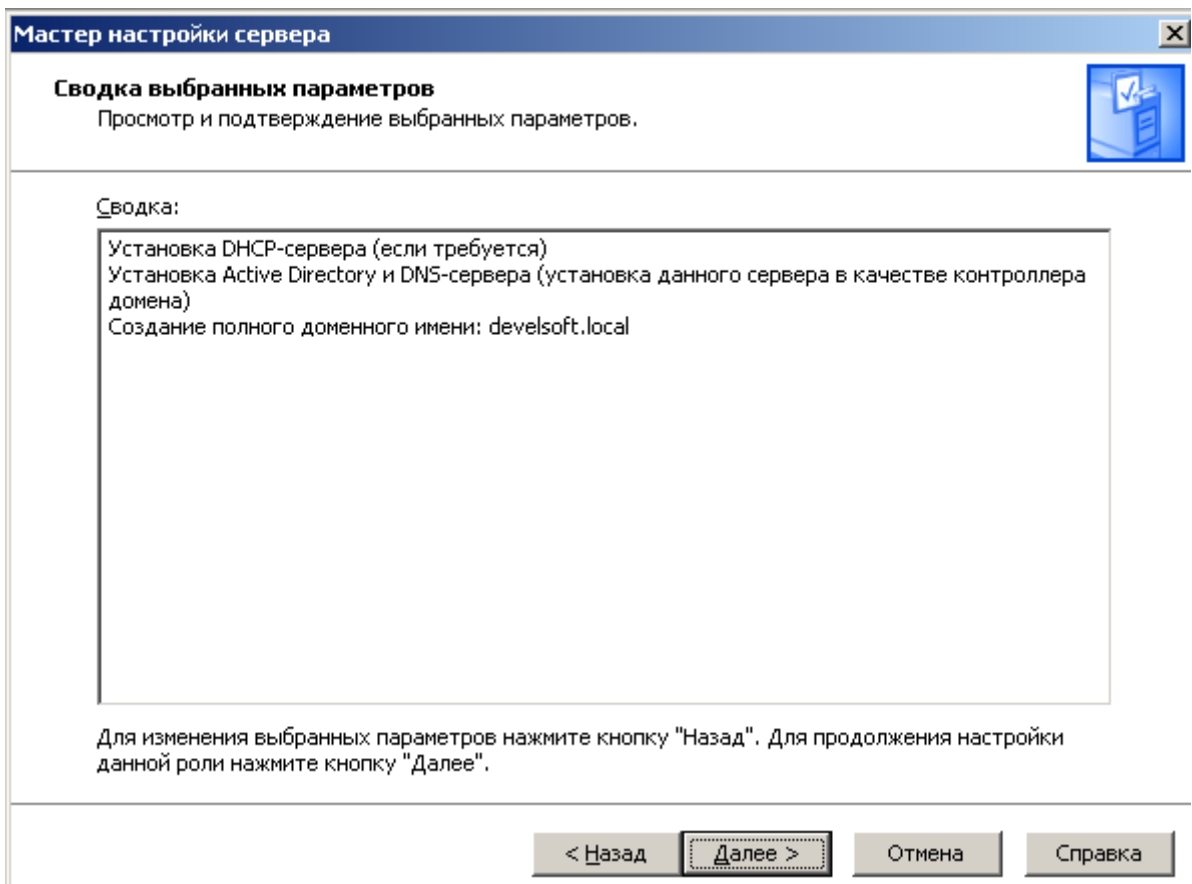 Мастер настройки сервера
Сводка выбранных параметров
Просмотр и подтверждение выбранных параметров.
Сводка:
Установка DHCP-сервера (если требуется)
Установка Active Directory и DNS-сервера (установка данного сервера в качестве контроллера
домена)
Создание полного доменного имени: develsoft.local
Для изменения выбранных параметров нажмите кнопку "Назад". Для продолжения настройки
данной роли нажмите кнопку "Далее".
< Назад Далее > Отмена Справка